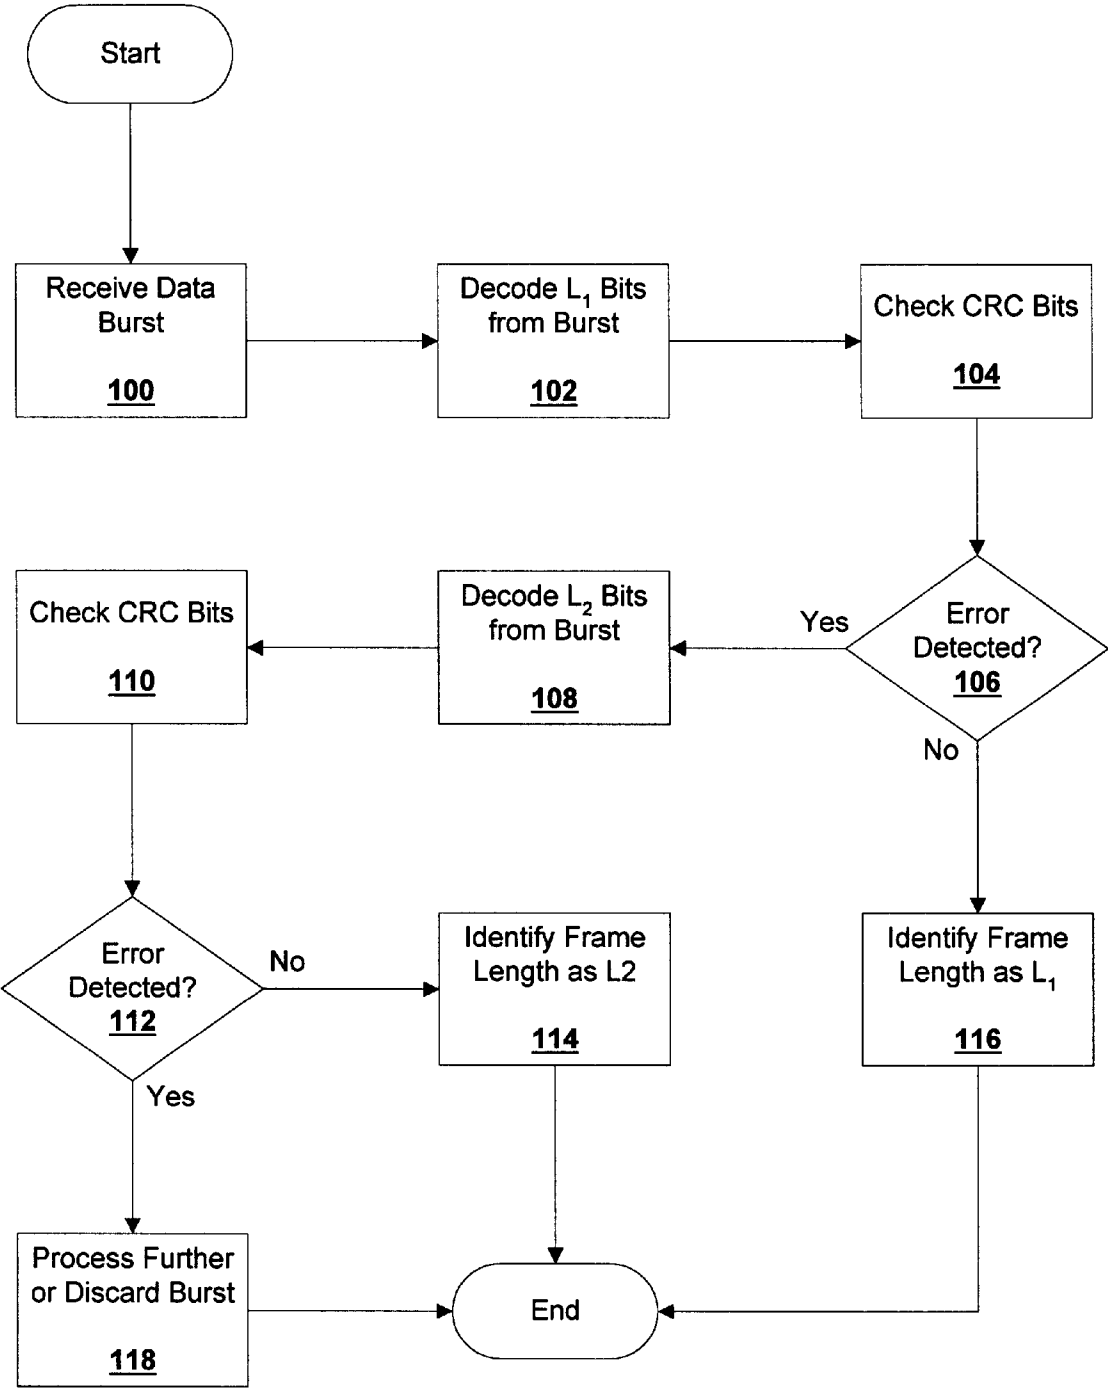 Start
Receive Data
Burst
100
Decode L₁ Bits
from Burst
102
Check CRC Bits
104
Check CRC Bits
110
Decode L₂ Bits
from Burst
108
Yes
Error
Detected?
106
No
Error
Detected?
112
No
Yes
Identify Frame
Length as L2
114
Identify Frame
Length as L₁
116
Process Further
or Discard Burst
118
End